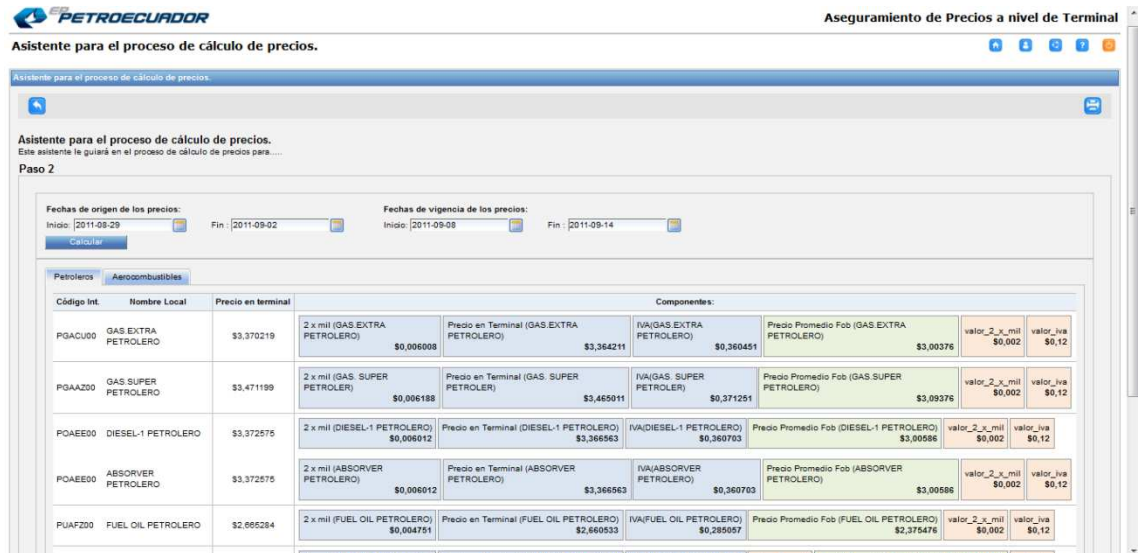 EP PETROECUADOR
Aseguramiento de Precios a nivel de Terminal
Asistente para el proceso de cálculo de precios.
Asistente para el proceso de cálculo de precios.
Asistente para el proceso de cálculo de precios.
Este asistente le guiará en el proceso de cálculo de precios para.....
Paso 2
Fechas de origen de los precios: Fechas de vigencia de los precios:
Inicio: 2011-08-29 Fin : 2011-09-02 Inicio: 2011-09-08 Fin : 2011-09-14
Calcular
Petroleros Aerocombustibles
Código Int. Nombre Local Precio en terminal Componentes:
2 x mil (GAS.EXTRA Precio en Terminal (GAS.EXTRA IVA(GAS.EXTRA Precio Promedio Fob (GAS.EXTRA
PGACU00 GAS.EXTRA PETROLERO $3,370219 PETROLERO) PETROLERO) PETROLERO) PETROLERO) valor_2_x_mil valor_iva
$0,006008 $3,364211 $0,360451 $3,00376 $0,002 $0,12
2 x mil (GAS. SUPER Precio en Terminal (GAS. SUPER IVA(GAS. SUPER Precio Promedio Fob (GAS.SUPER
PGAAZ00 GAS.SUPER PETROLERO $3,471199 PETROLER) PETROLER) PETROLER) PETROLERO) valor_2_x_mil valor_iva
$0,006188 $3,465011 $0,371251 $3,09376 $0,002 $0,12
POAEE00 DIESEL-1 PETROLERO $3,372575 2 x mil (DIESEL-1 PETROLERO) Precio en Terminal (DIESEL-1 PETROLERO) IVA(DIESEL-1 PETROLERO) Precio Promedio Fob (DIESEL-1 PETROLERO) valor_2_x_mil valor_iva
$0,006012 $3,366563 $0,360703 $3,00586 $0,002 $0,12
2 x mil (ABSORVER Precio en Terminal (ABSORVER IVA(ABSORVER Precio Promedio Fob (ABSORVER
POAEE00 ABSORVER PETROLERO $3,372575 PETROLERO) PETROLERO) PETROLERO) PETROLERO) valor_2_x_mil valor_iva
$0,006012 $3,366563 $0,360703 $3,00586 $0,002 $0,12
PUAFZ00 FUEL OIL PETROLERO $2,665284 2 x mil (FUEL OIL PETROLERO) Precio en Terminal (FUEL OIL PETROLERO) IVA(FUEL OIL PETROLERO) Precio Promedio Fob (FUEL OIL PETROLERO) valor_2_x_mil valor_iva
$0,004751 $2,660533 $0,285057 $2,375476 $0,002 $0,12